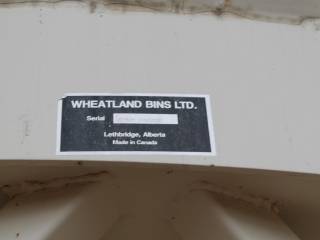 WHEATLAND BINS LTD.
Serial
Lethbridge, Alberta
Made in Canada